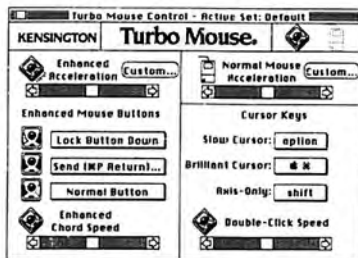 Turbo Mouse Control - Active Set: Default
KENSINGTON Turbo Mouse.
Enhanced Acceleration Custom...
Normal Mouse Acceleration Custom...
Enhanced Mouse Buttons
Lock Button Down
Send (MP Return)...
Normal Button
Enhanced Chord Speed
Cursor Keys
Slow Cursor: option
Brilliant Cursor: ⌘
Axis-Only: shift
Double-Click Speed